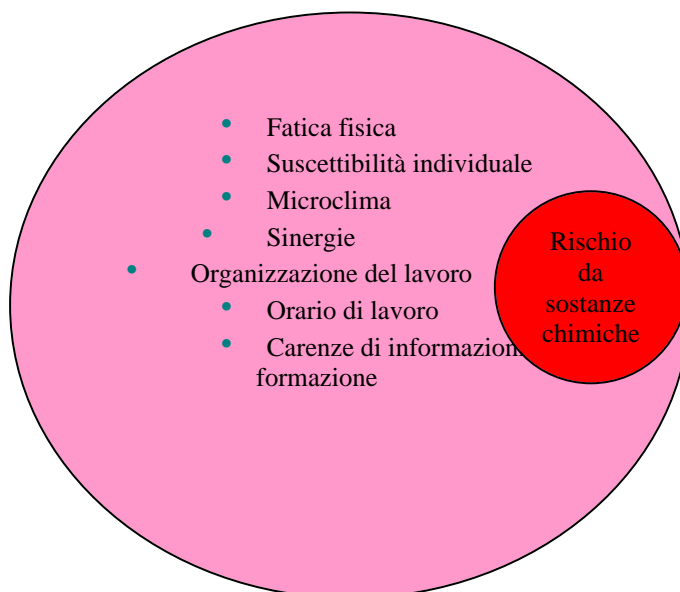 • Fatica fisica
• Suscettibilità individuale
• Microclima
• Sinergie
• Organizzazione del lavoro
• Orario di lavoro
• Carenze di informazion
formazione
Rischio
da
sostanze
chimiche